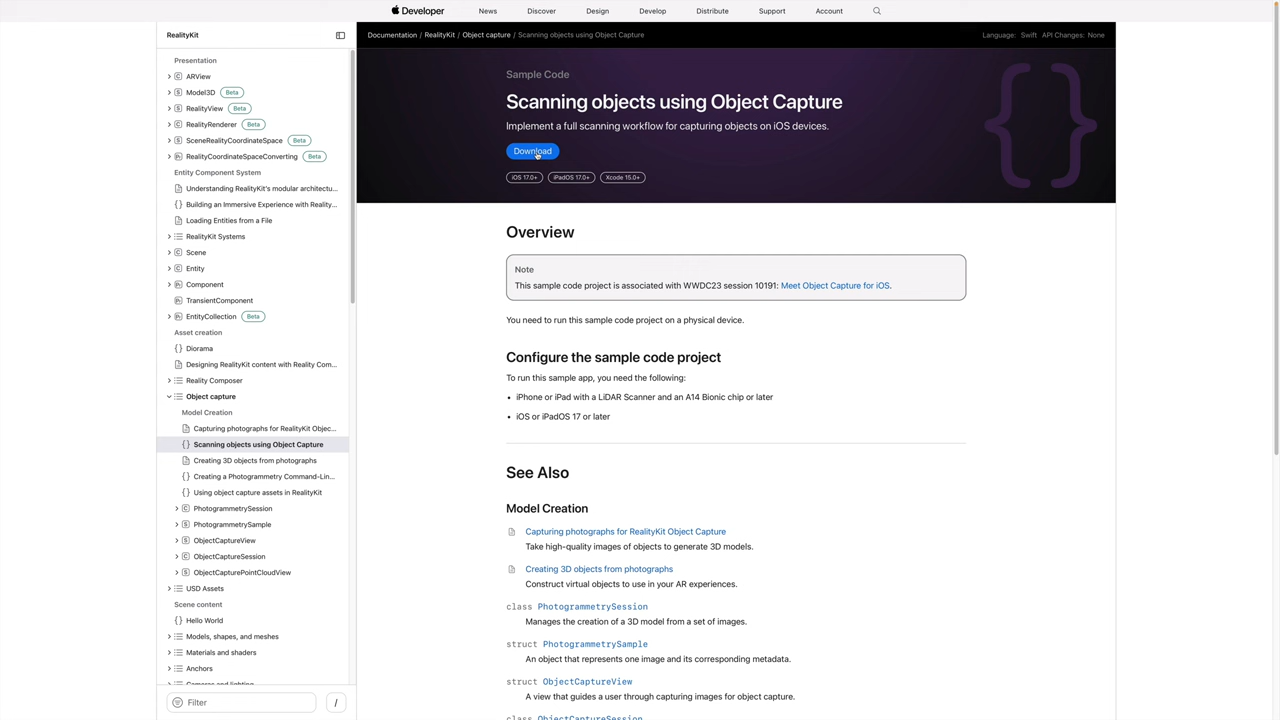 Developer
News
Discover
Design
Develop
Distribute
Support
Account
RealityKit
Presentation
ARView
Model3D Beta
RealityView Beta
RealityRenderer Beta
SceneRealityCoordinateSpace Beta
RealityCoordinateSpaceConverting Beta
Entity Component System
Understanding RealityKit's modular architectu...
Building an Immersive Experience with Reality...
Loading Entities from a File
RealityKit Systems
Scene
Entity
Component
TransientComponent
EntityCollection Beta
Asset creation
Diorama
Designing RealityKit content with Reality Com...
Reality Composer
Object capture
Model Creation
Capturing photographs for RealityKit Objec...
Scanning objects using Object Capture
Creating 3D objects from photographs
Creating a Photogrammetry Command-Lin...
Using object capture assets in RealityKit
PhotogrammetrySession
PhotogrammetrySample
ObjectCaptureView
ObjectCaptureSession
ObjectCapturePointCloudView
USD Assets
Scene content
Hello World
Models, shapes, and meshes
Materials and shaders
Anchors
Cameras and lighting
Filter
/
Documentation / RealityKit / Object capture / Scanning objects using Object Capture
Language: Swift API Changes: None
Sample Code
Scanning objects using Object Capture
Implement a full scanning workflow for capturing objects on iOS devices.
Download
iOS 17.0+ iPadOS 17.0+ Xcode 15.0+
{}
Overview
Note
This sample code project is associated with WWDC23 session 10191: Meet Object Capture for iOS.
You need to run this sample code project on a physical device.
Configure the sample code project
To run this sample app, you need the following:
• iPhone or iPad with a LiDAR Scanner and an A14 Bionic chip or later
• iOS or iPadOS 17 or later
See Also
Model Creation
Capturing photographs for RealityKit Object Capture
Take high-quality images of objects to generate 3D models.
Creating 3D objects from photographs
Construct virtual objects to use in your AR experiences.
class PhotogrammetrySession
Manages the creation of a 3D model from a set of images.
struct PhotogrammetrySample
An object that represents one image and its corresponding metadata.
struct ObjectCaptureView
A view that guides a user through capturing images for object capture.
class ObjectCaptureSession